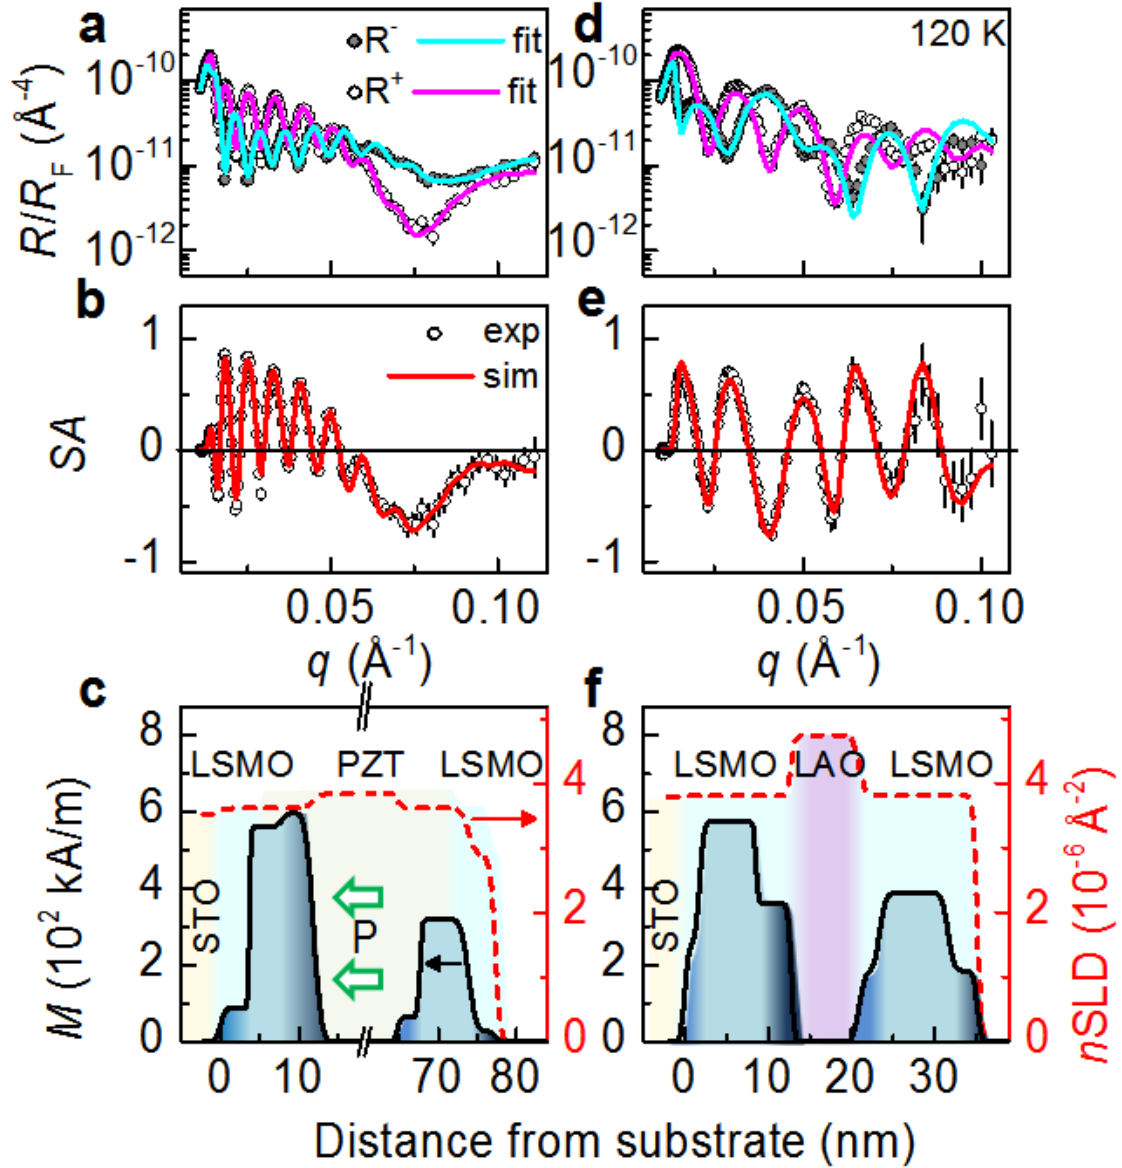 a
R⁻ fit
R⁺ fit
R/R_F (Å⁻⁴)
10⁻¹⁰
10⁻¹¹
10⁻¹²
d
120 K
10⁻¹⁰
10⁻¹¹
10⁻¹²
b
exp
sim
SA
1
0
-1
0.05 0.10
q (Å⁻¹)
e
1
0
-1
0.05 0.10
q (Å⁻¹)
c
LSMO PZT LSMO
STO
P
M (10² kA/m)
8
6
4
2
0
4
2
0
0 10 70 80
f
LSMO LAO LSMO
STO
8
6
4
2
0
4
2
0
nSLD (10⁻⁶ Å⁻²)
0 10 20 30
Distance from substrate (nm)